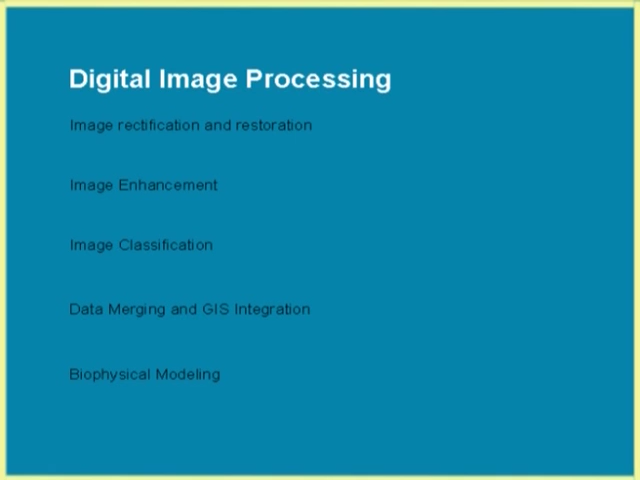 Digital Image Processing
Image rectification and restoration
Image Enhancement
Image Classification
Data Merging and GIS Integration
Biophysical Modeling